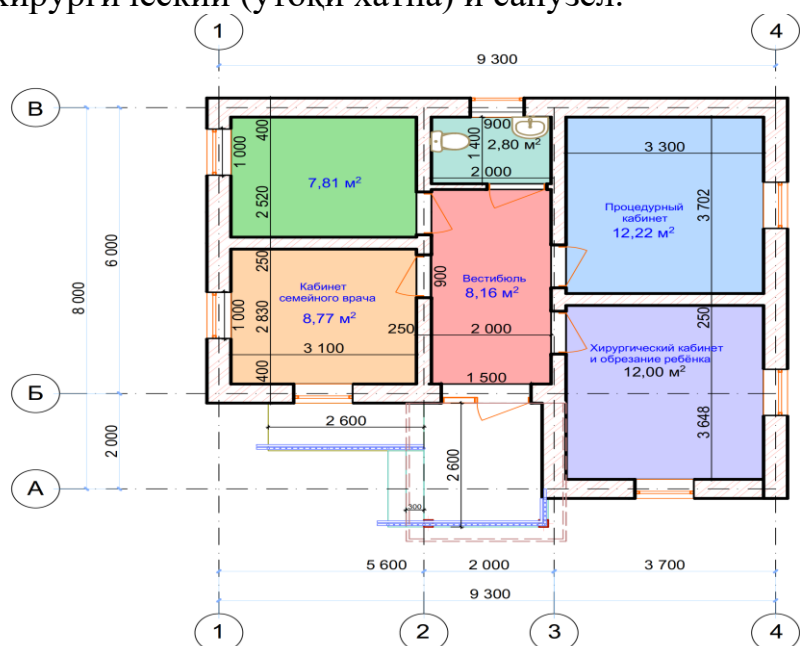 хирургический (утоқи хатна) и санузел.
1
4
9 300
В
400
1 000
7,81 м²
2 520
900
1 400
2,80 м²
2 000
3 300
3 702
Процедурный
кабинет
12,22 м²
6 000
8 000
250
Кабинет
семейного врача
8,77 м²
1 000
2 830
3 100
400
900
Вестибюль
8,16 м²
250
2 000
1 500
250
Хирургический кабинет
и обрезание ребёнка
12,00 м²
3 648
Б
2 000
2 600
2 600
300
А
5 600
2 000
3 700
9 300
1
2
3
4